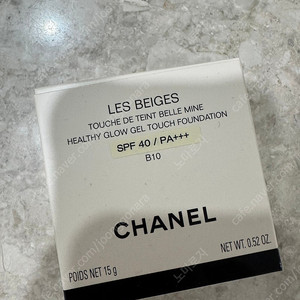 LES BEIGES
TOUCHE DE TEINT BELLE MINE
HEALTHY GLOW GEL TOUCH FOUNDATION
SPF 40 / PA+++
B10
CHANEL
POIDS NET 15 g
NET WT. 0.52 OZ.